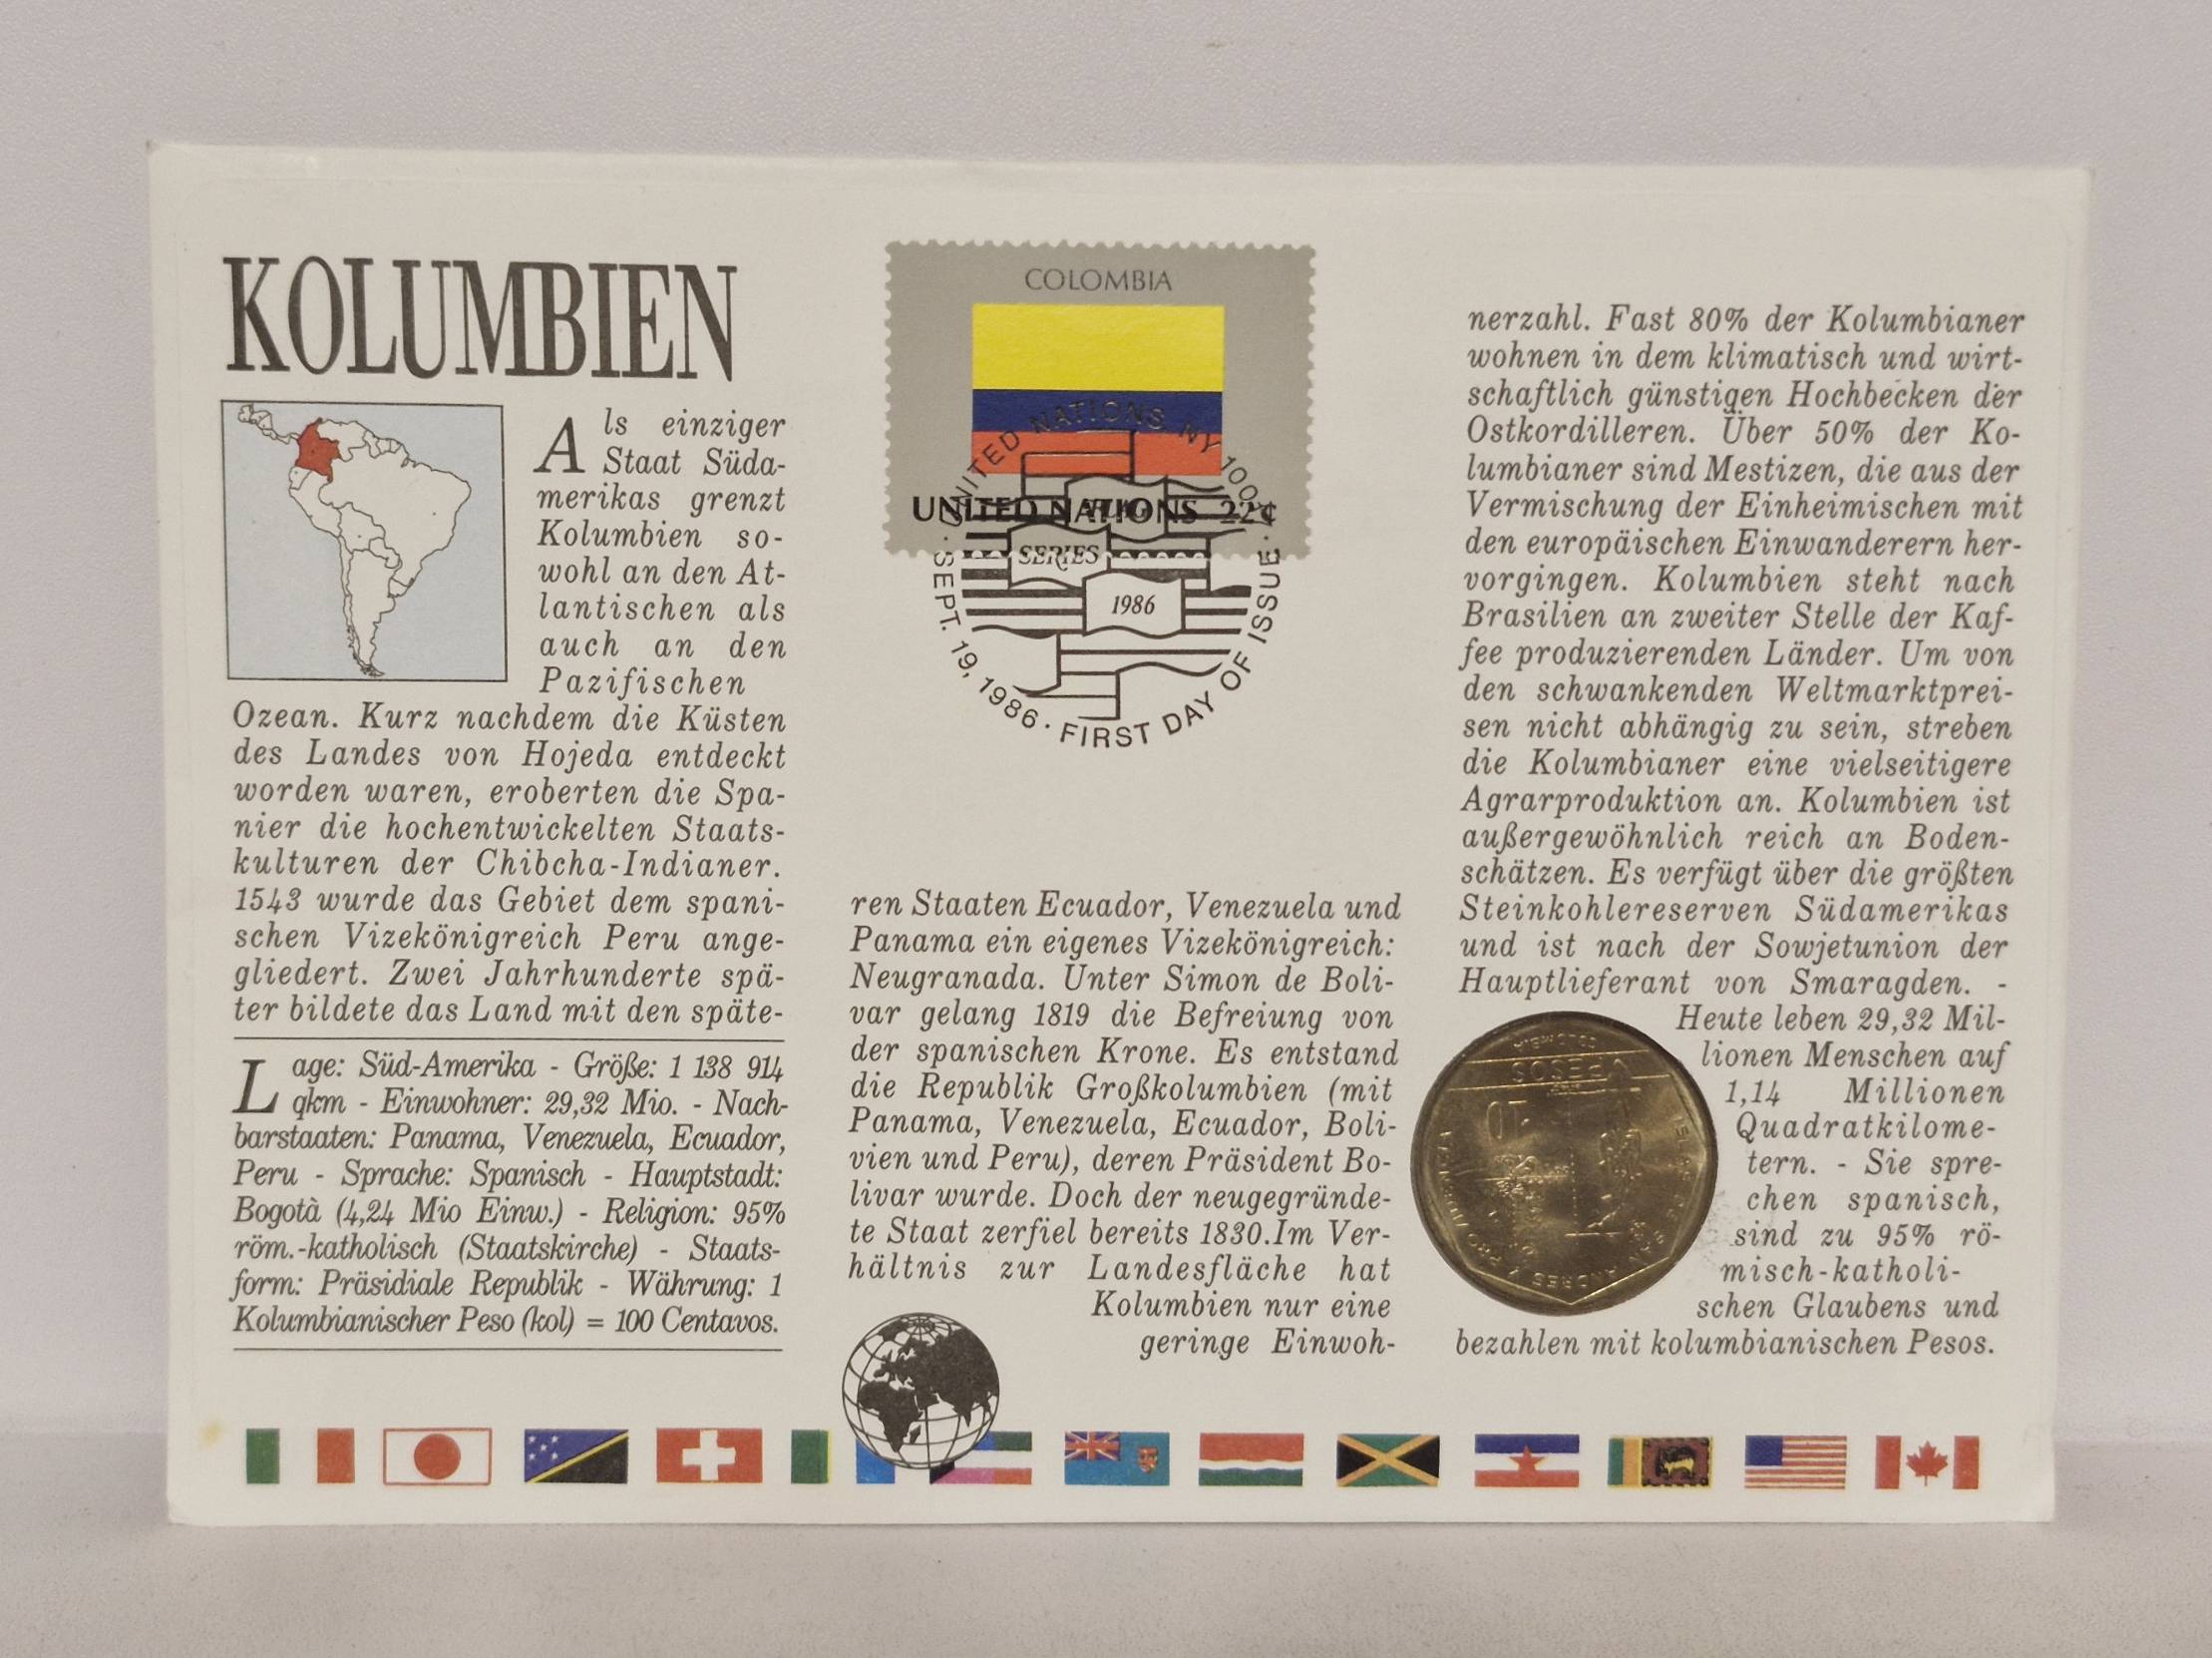 KOLUMBIEN
Als einziger
Staat Süda-
merikas grenzt
Kolumbien so-
wohl an den At-
lantischen als
auch an den
Pazifischen
Ozean. Kurz nachdem die Küsten
des Landes von Hojeda entdeckt
worden waren, eroberten die Spa-
nier die hochentwickelten Staats-
kulturen der Chibcha-Indianer.
1543 wurde das Gebiet dem spani-
schen Vizekönigreich Peru ange-
gliedert. Zwei Jahrhunderte spä-
ter bildete das Land mit den späte-
Lage: Süd-Amerika - Größe: 1 138 914
qkm - Einwohner: 29,32 Mio. - Nach-
barstaaten: Panama, Venezuela, Ecuador,
Peru - Sprache: Spanisch - Hauptstadt:
Bogotà (4,24 Mio Einw.) - Religion: 95%
röm.-katholisch (Staatskirche) - Staats-
form: Präsidiale Republik - Währung: 1
Kolumbianischer Peso (kol) = 100 Centavos.
COLOMBIA
UNITED NATIONS 22¢
UNITED NATIONS, NY
SERIES
1986
· SEPT. 19, 1986 · FIRST DAY OF ISSUE ·
ren Staaten Ecuador, Venezuela und
Panama ein eigenes Vizekönigreich:
Neugranada. Unter Simon de Boli-
var gelang 1819 die Befreiung von
der spanischen Krone. Es entstand
die Republik Großkolumbien (mit
Panama, Venezuela, Ecuador, Boli-
vien und Peru), deren Präsident Bo-
livar wurde. Doch der neugegründe-
te Staat zerfiel bereits 1830.Im Ver-
hältnis zur Landesfläche hat
Kolumbien nur eine
geringe Einwoh-
nerzahl. Fast 80% der Kolumbianer
wohnen in dem klimatisch und wirt-
schaftlich günstigen Hochbecken der
Ostkordilleren. Über 50% der Ko-
lumbianer sind Mestizen, die aus der
Vermischung der Einheimischen mit
den europäischen Einwanderern her-
vorgingen. Kolumbien steht nach
Brasilien an zweiter Stelle der Kaf-
fee produzierenden Länder. Um von
den schwankenden Weltmarktprei-
sen nicht abhängig zu sein, streben
die Kolumbianer eine vielseitigere
Agrarproduktion an. Kolumbien ist
außergewöhnlich reich an Boden-
schätzen. Es verfügt über die größten
Steinkohlereserven Südamerikas
und ist nach der Sowjetunion der
Hauptlieferant von Smaragden. -
Heute leben 29,32 Mil-
lionen Menschen auf
1,14 Millionen
Quadratkilome-
tern. - Sie spre-
chen spanisch,
sind zu 95% rö-
misch-katholi-
schen Glaubens und
bezahlen mit kolumbianischen Pesos.
COLOMBIA
PESOS
10
SAN ANDRES Y PRO